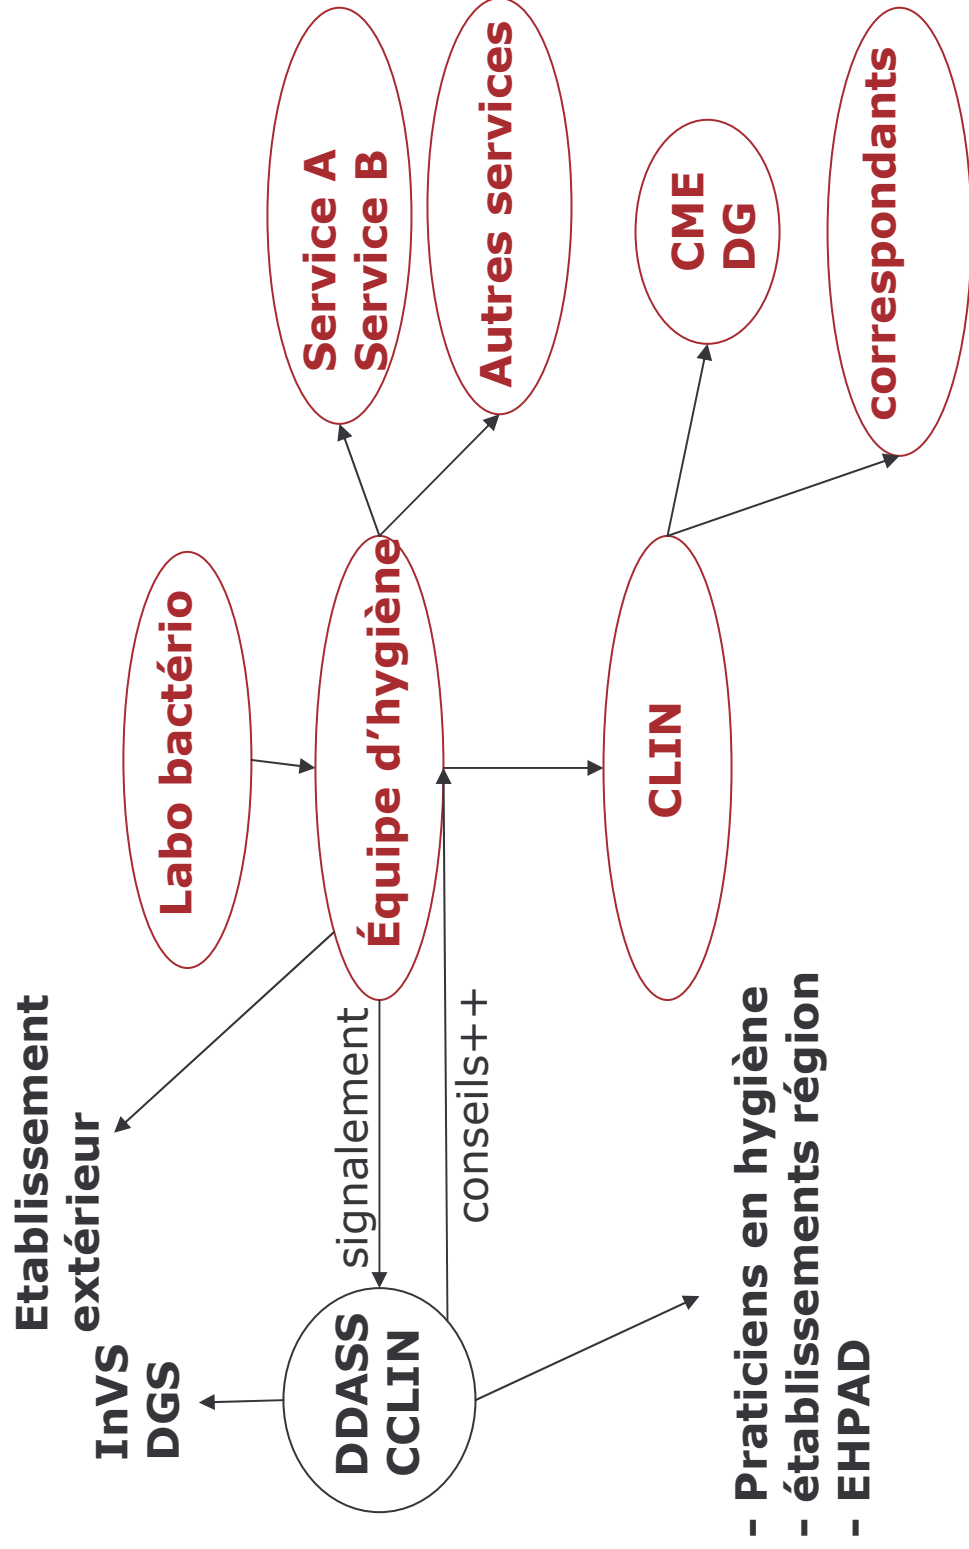 InVS
DGS
Etablissement
extérieur
Labo bactério
Service A
Service B
DDASS
CCLIN
signalement
Équipe d’hygiène
conseils++
Autres services
CLIN
CME
DG
– Praticiens en hygiène
– établissements région
– EHPAD
correspondants